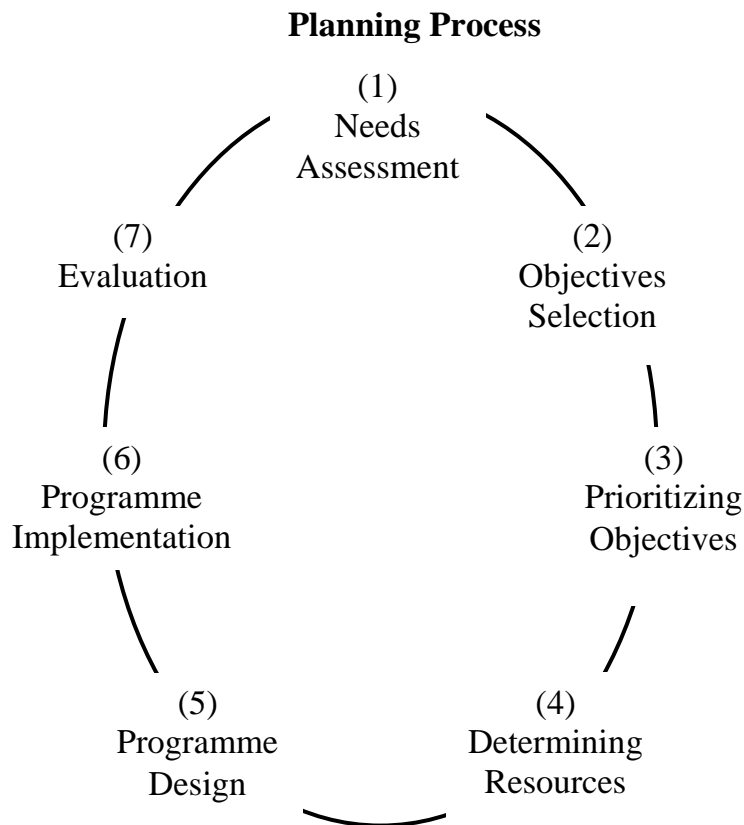 Planning Process
(1)
Needs
Assessment
(2)
Objectives
Selection
(3)
Prioritizing
Objectives
(4)
Determining
Resources
(5)
Programme
Design
(6)
Programme
Implementation
(7)
Evaluation